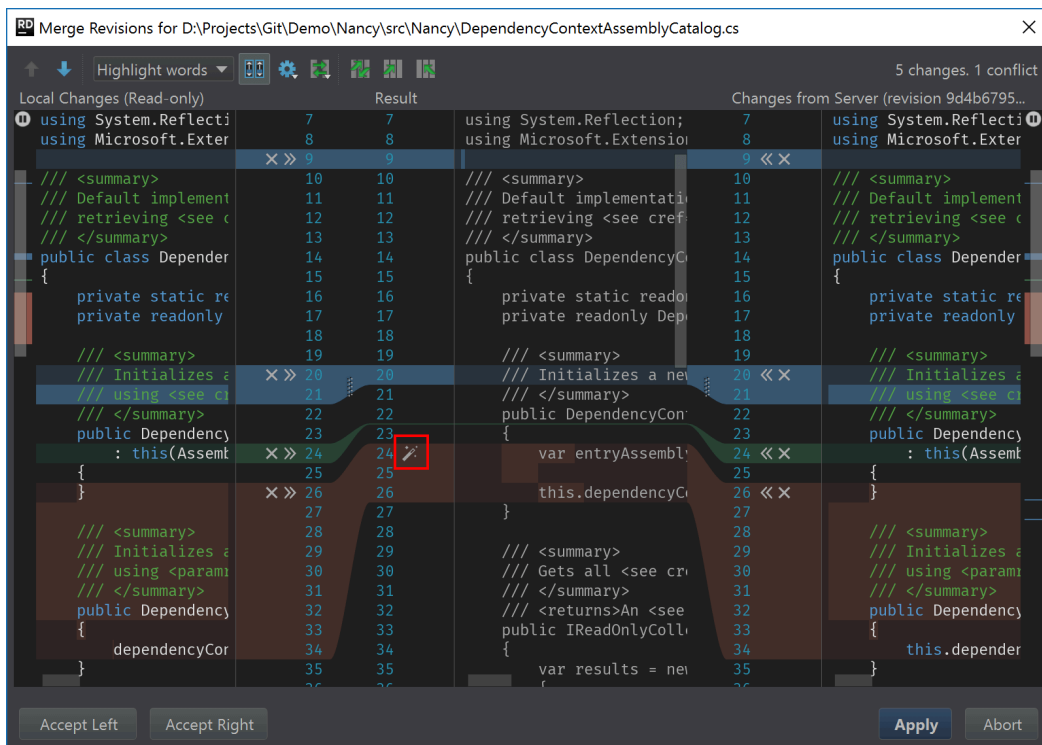 RD Merge Revisions for D:\Projects\Git\Demo\Nancy\src\Nancy\DependencyContextAssemblyCatalog.cs
Highlight words 5 changes. 1 conflict
Local Changes (Read-only) Result Changes from Server (revision 9d4b6795...
using System.Reflecti 7 7 using System.Reflection; 7 using System.Reflecti
using Microsoft.Exter 8 8 using Microsoft.Extension 8 using Microsoft.Exter
9 9 9
/// <summary> 10 10 /// <summary> 10 /// <summary>
/// Default implement 11 11 /// Default implementati 11 /// Default implement
/// retrieving <see c 12 12 /// retrieving <see cref 12 /// retrieving <see c
/// </summary> 13 13 /// </summary> 13 /// </summary>
public class Depender 14 14 public class DependencyC 14 public class Depender
{ 15 15 { 15 {
private static re 16 16 private static reado 16 private static re
private readonly 17 17 private readonly Dep 17 private readonly
18 18 18
/// <summary> 19 19 /// <summary> 19 /// <summary>
/// Initializes a 20 20 /// Initializes a new 20 /// Initializes a
/// using <see cr 21 21 /// </summary> 21 /// using <see cr
/// </summary> 22 22 public DependencyCon 22 /// </summary>
public Dependency 23 23 { 23 public Dependency
: this(Assemb 24 24 var entryAssembly 24 : this(Assemb
{ 25 25 25 {
} 26 26 this.dependencyCo 26 }
27 27 } 27
/// <summary> 28 28 28 /// <summary>
/// Initializes a 29 29 /// <summary> 29 /// Initializes a
/// using <paramr 30 30 /// Gets all <see cre 30 /// using <paramr
/// </summary> 31 31 /// </summary> 31 /// </summary>
public Dependency 32 32 /// <returns>An <see 32 public Dependency
{ 33 33 public IReadOnlyColle 33 {
dependencyCor 34 34 { 34 this.depender
} 35 35 var results = new 35 }
Accept Left Accept Right Apply Abort